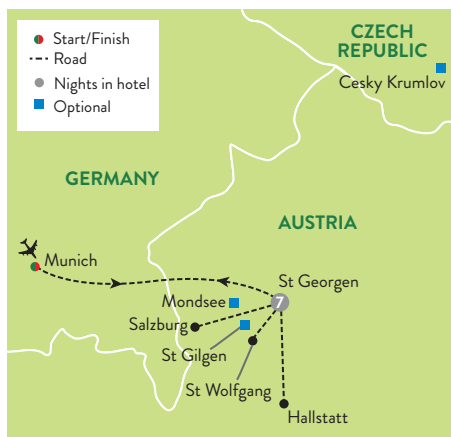 Start/Finish
Road
Nights in hotel
Optional
CZECH
REPUBLIC
Cesky Krumlov
GERMANY
AUSTRIA
Munich
St Georgen
7
Mondsee
Salzburg
St Gilgen
St Wolfgang
Hallstatt